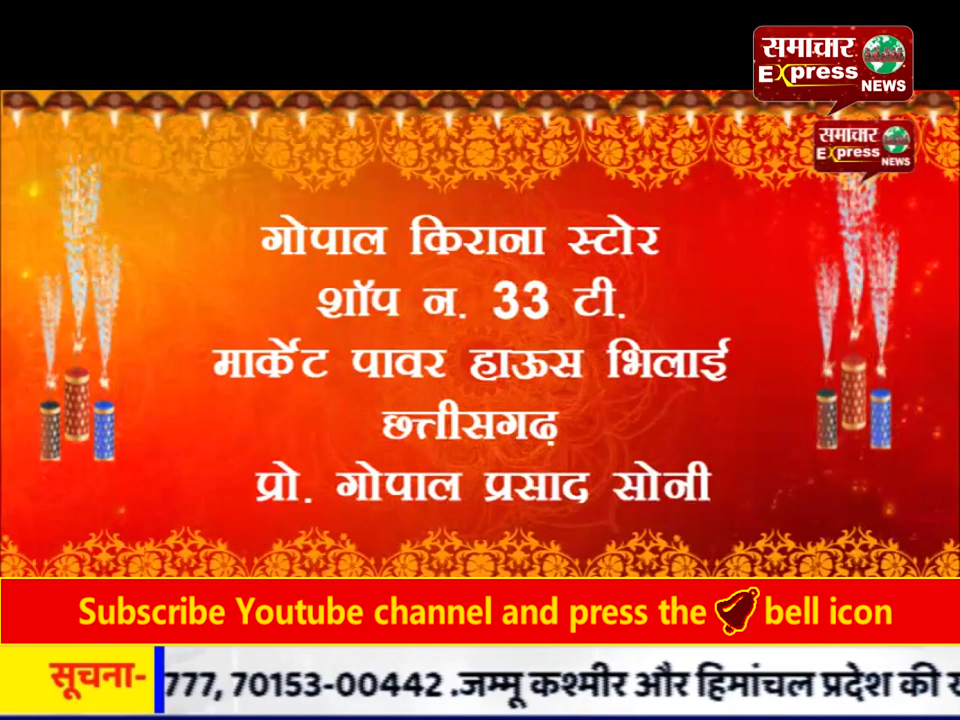 समाचार
Express
NEWS
समाचार
Express
NEWS
गोपाल किराना स्टोर
शॉप न. 33 टी.
मार्केट पावर हाऊस भिलाई
छत्तीसगढ़
प्रो. गोपाल प्रसाद सोनी
Subscribe Youtube channel and press the bell icon
सूचना- 777, 70153-00442 .जम्मू कश्मीर और हिमांचल प्रदेश की